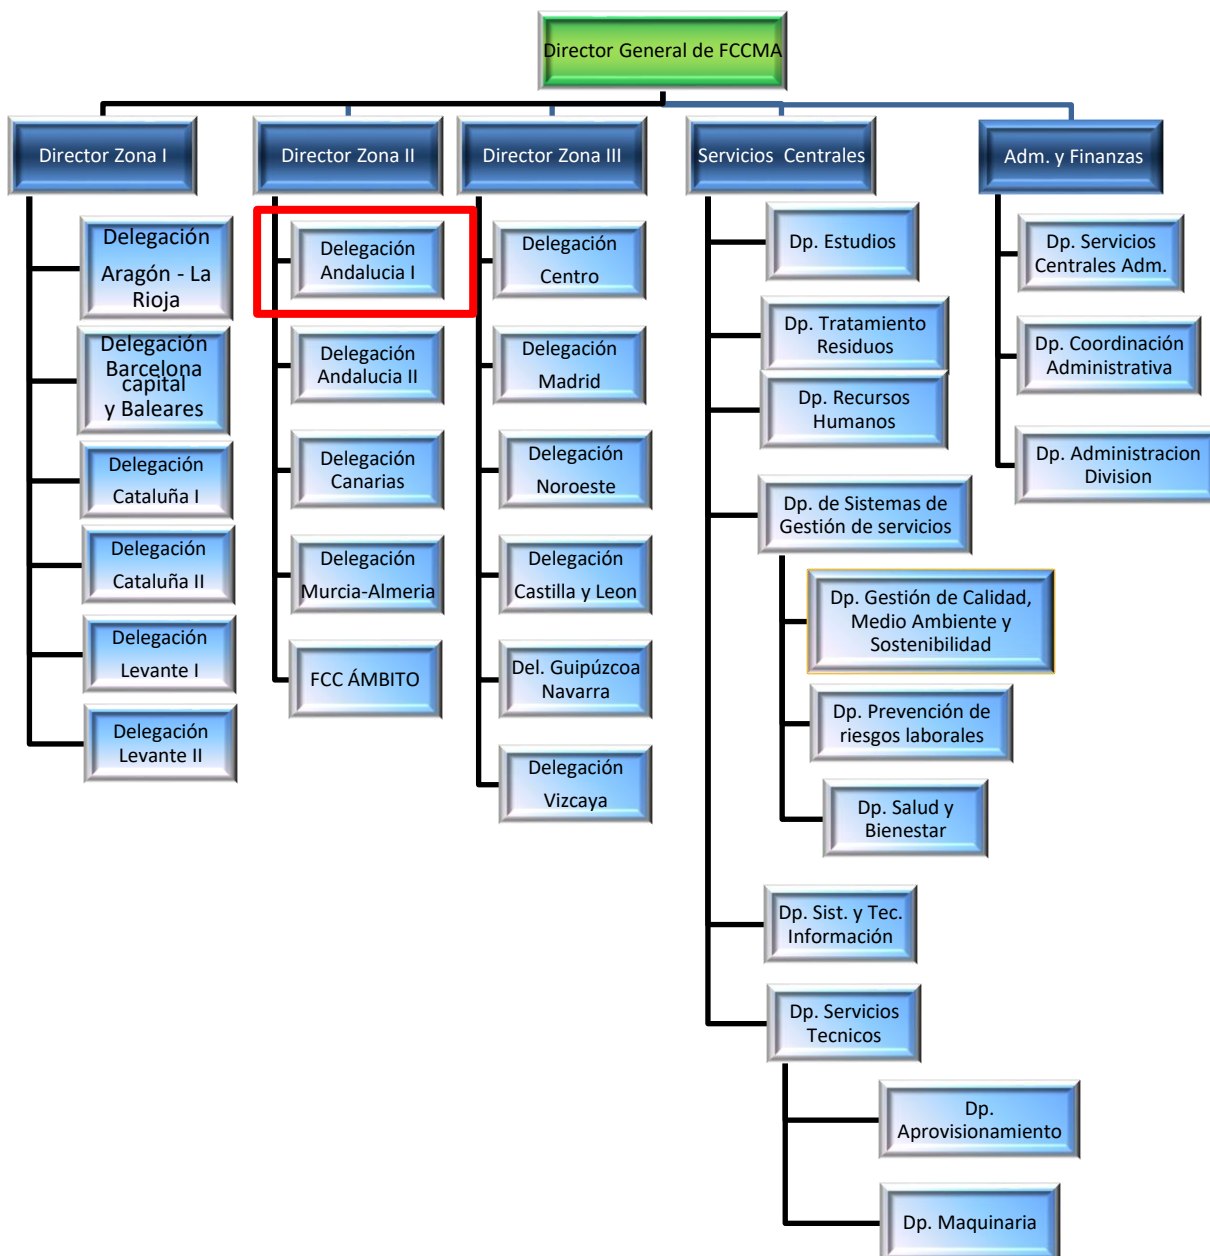 Director General de FCCMA
Director Zona I
Delegación
Aragón - La
Rioja
Delegación
Barcelona
capital
y Baleares
Delegación
Cataluña I
Delegación
Cataluña II
Delegación
Levante I
Delegación
Levante II
Director Zona II
Delegación
Andalucia I
Delegación
Andalucia II
Delegación
Canarias
Delegación
Murcia-Almeria
FCC ÁMBITO
Director Zona III
Delegación
Centro
Delegación
Madrid
Delegación
Noroeste
Delegación
Castilla y Leon
Del. Guipúzcoa
Navarra
Delegación
Vizcaya
Servicios Centrales
Dp. Estudios
Dp. Tratamiento
Residuos
Dp. Recursos
Humanos
Dp. de Sistemas de
Gestión de servicios
Dp. Gestión de Calidad,
Medio Ambiente y
Sostenibilidad
Dp. Prevención de
riesgos laborales
Dp. Salud y
Bienestar
Dp. Sist. y Tec.
Información
Dp. Servicios
Tecnicos
Dp.
Aprovisionamiento
Dp. Maquinaria
Adm. y Finanzas
Dp. Servicios
Centrales Adm.
Dp. Coordinación
Administrativa
Dp. Administracion
Division